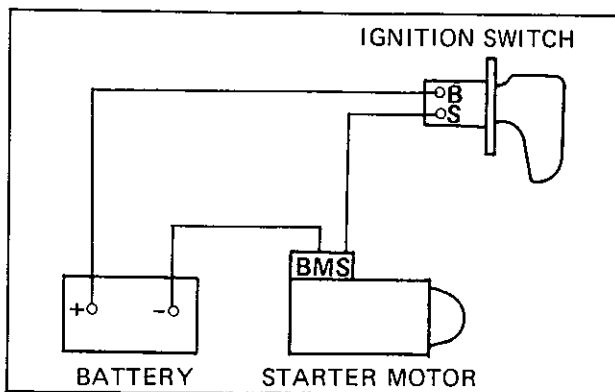 IGNITION SWITCH
B
S
BMS
+ -
BATTERY STARTER MOTOR